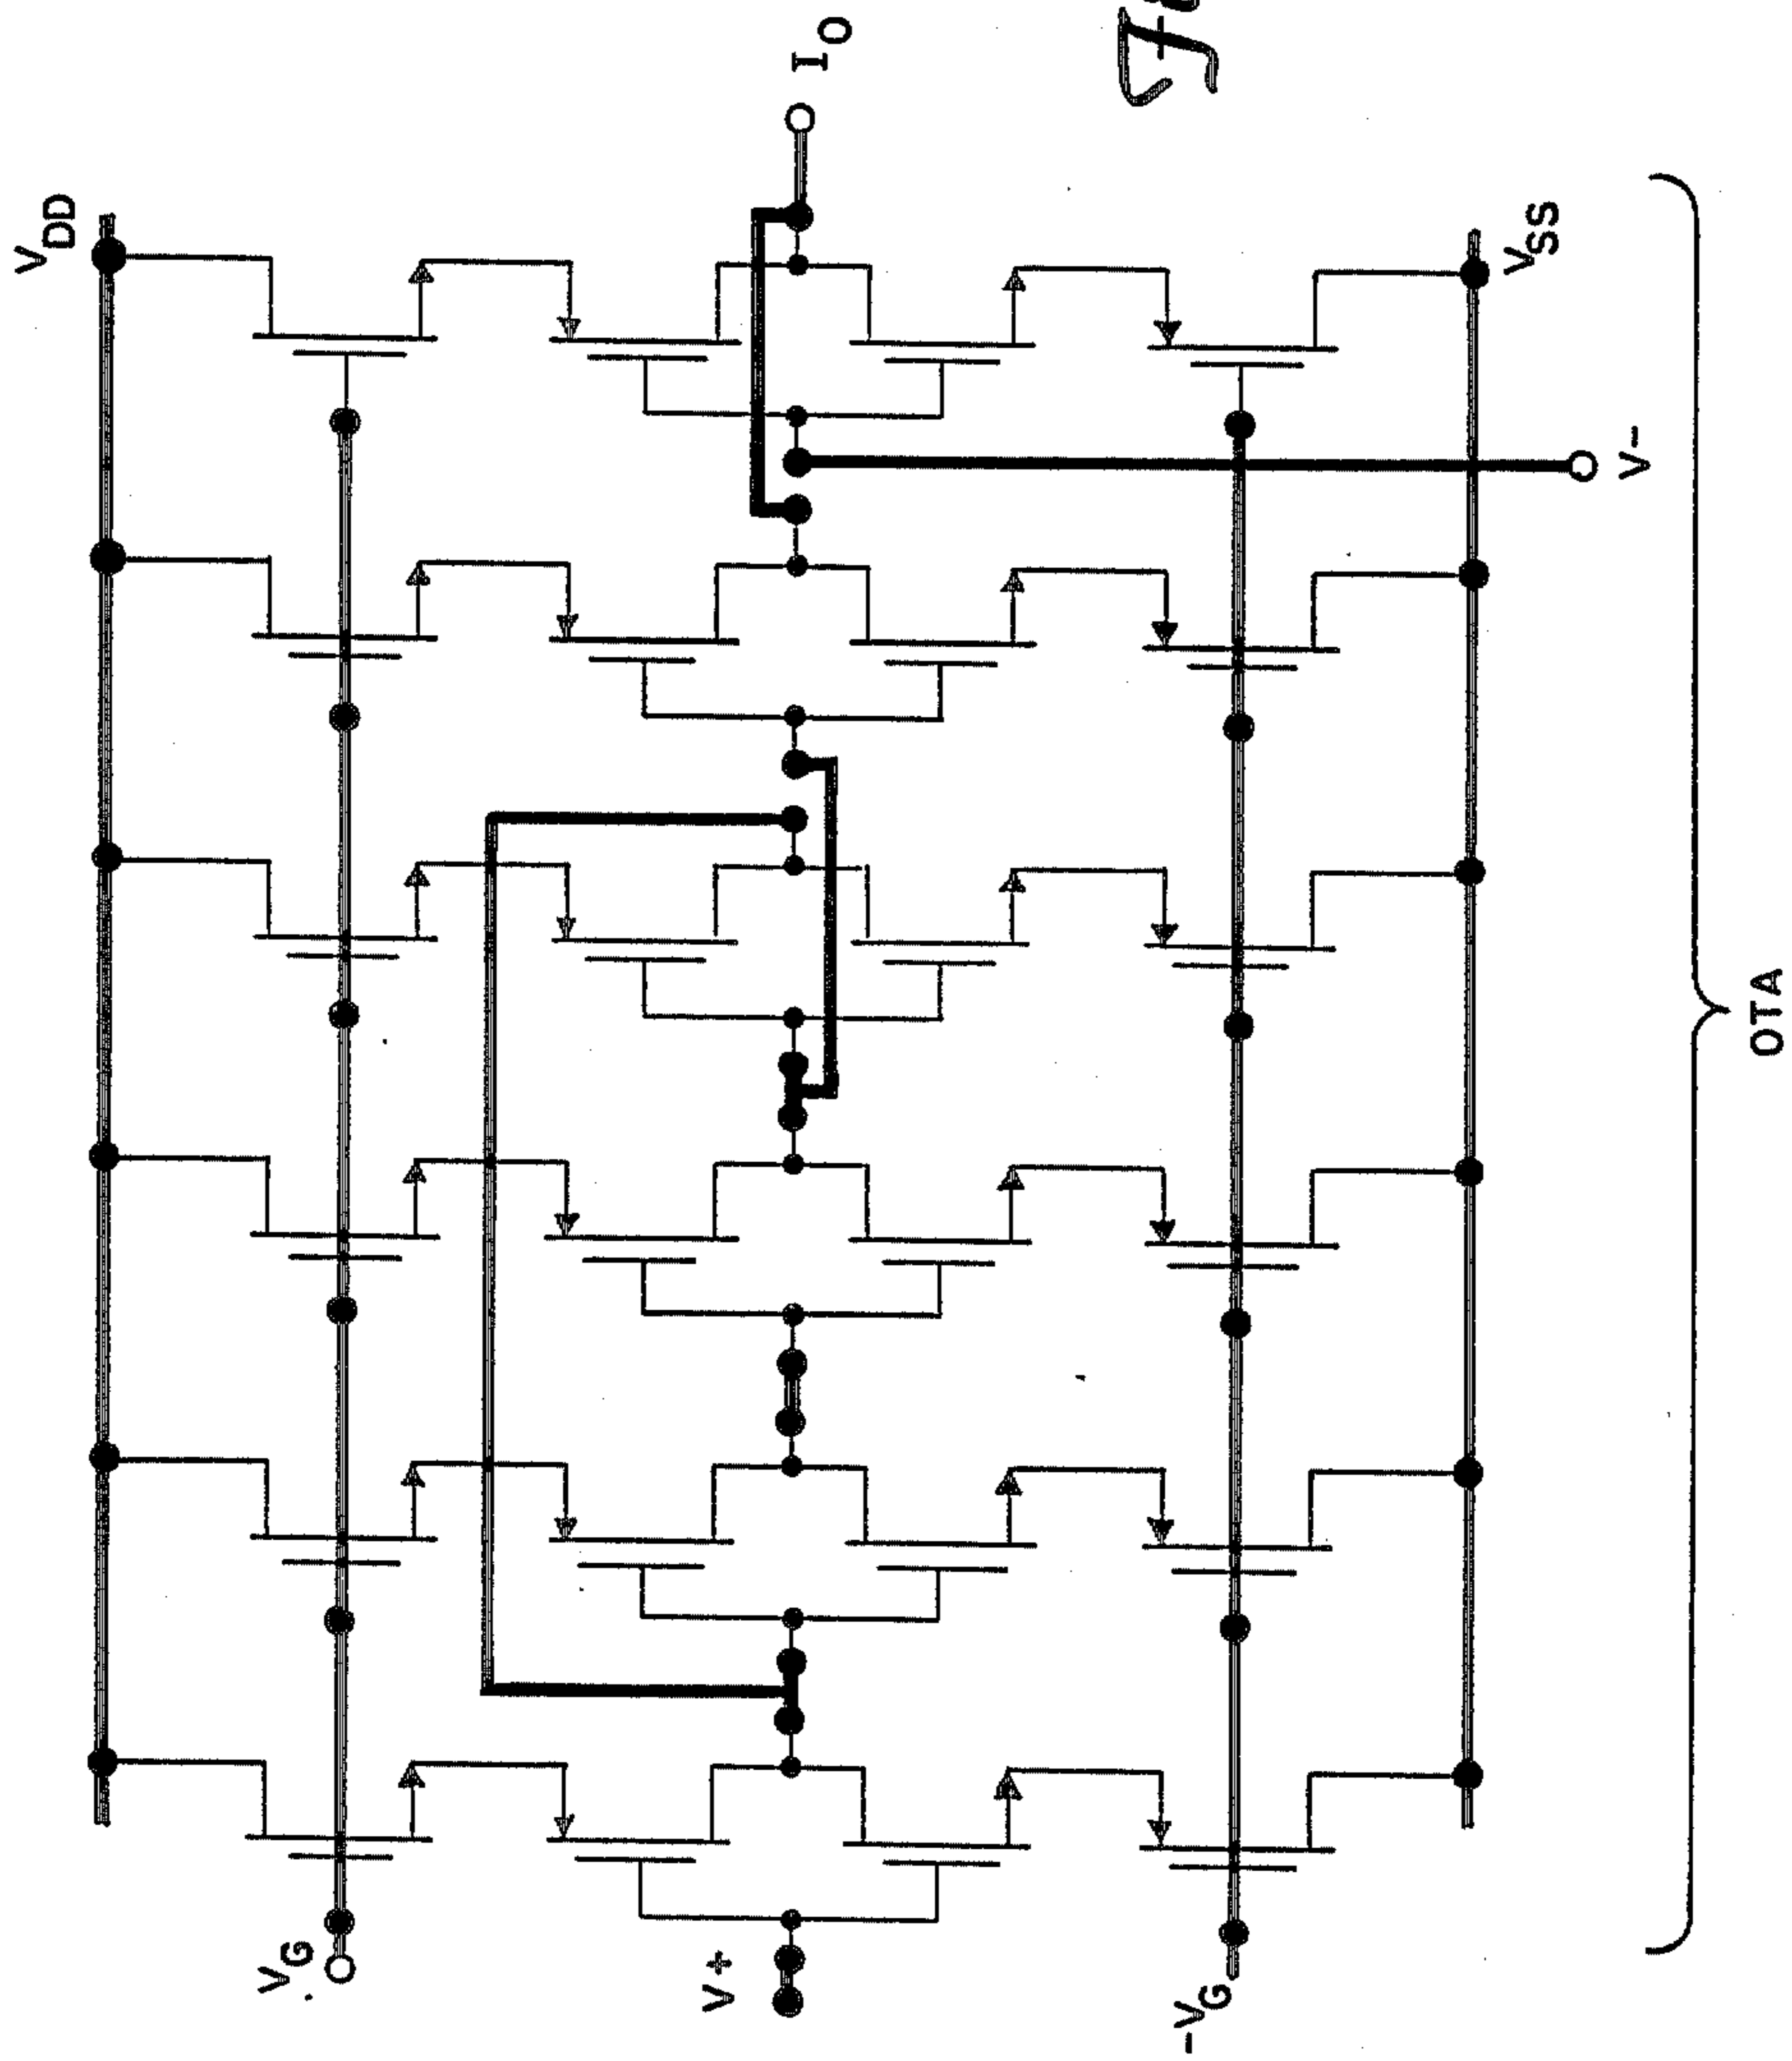 V_DD
I_O
V_SS
V-
OTA
V_G
V+
-V_G